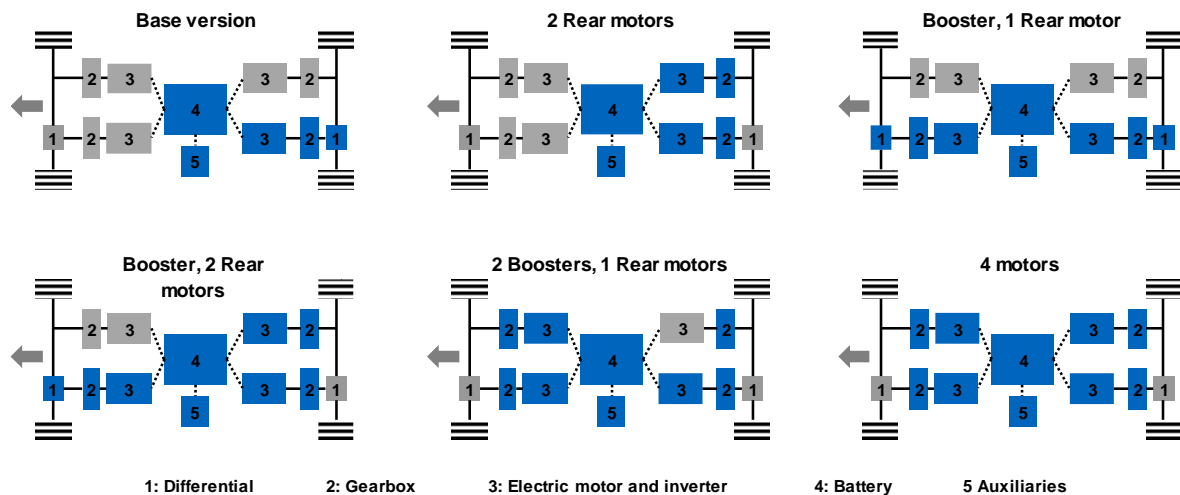 Base version
2 Rear motors
Booster, 1 Rear motor
2 3 3 2
2 3 3 2
2 3 3 2
4
4
4
1 2 3 3 2 1
1 2 3 3 2 1
1 2 3 3 2 1
5
5
5
Booster, 2 Rear
motors
2 Boosters, 1 Rear motors
4 motors
2 3 3 2
2 3 3 2
2 3 3 2
4
4
4
1 2 3 3 2 1
1 2 3 3 2 1
1 2 3 3 2 1
5
5
5
1: Differential 2: Gearbox 3: Electric motor and inverter 4: Battery 5 Auxiliaries